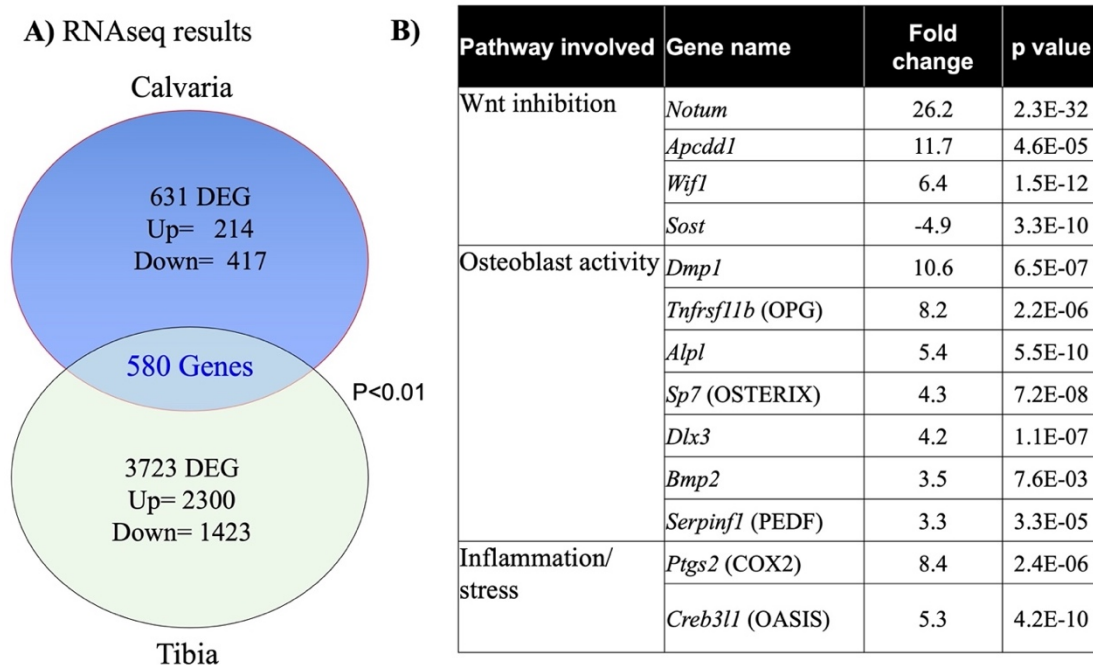 A) RNAseq results
Calvaria
631 DEG
Up= 214
Down= 417
580 Genes
P<0.01
3723 DEG
Up= 2300
Down= 1423
Tibia
B)
Pathway involved Gene name Fold change p value
Wnt inhibition Notum 26.2 2.3E-32
Apcdd1 11.7 4.6E-05
Wif1 6.4 1.5E-12
Sost -4.9 3.3E-10
Osteoblast activity Dmp1 10.6 6.5E-07
Tnfrsf11b (OPG) 8.2 2.2E-06
Alpl 5.4 5.5E-10
Sp7 (OSTERIX) 4.3 7.2E-08
Dlx3 4.2 1.1E-07
Bmp2 3.5 7.6E-03
Serpinf1 (PEDF) 3.3 3.3E-05
Inflammation/ stress Ptgs2 (COX2) 8.4 2.4E-06
Creb3l1 (OASIS) 5.3 4.2E-10